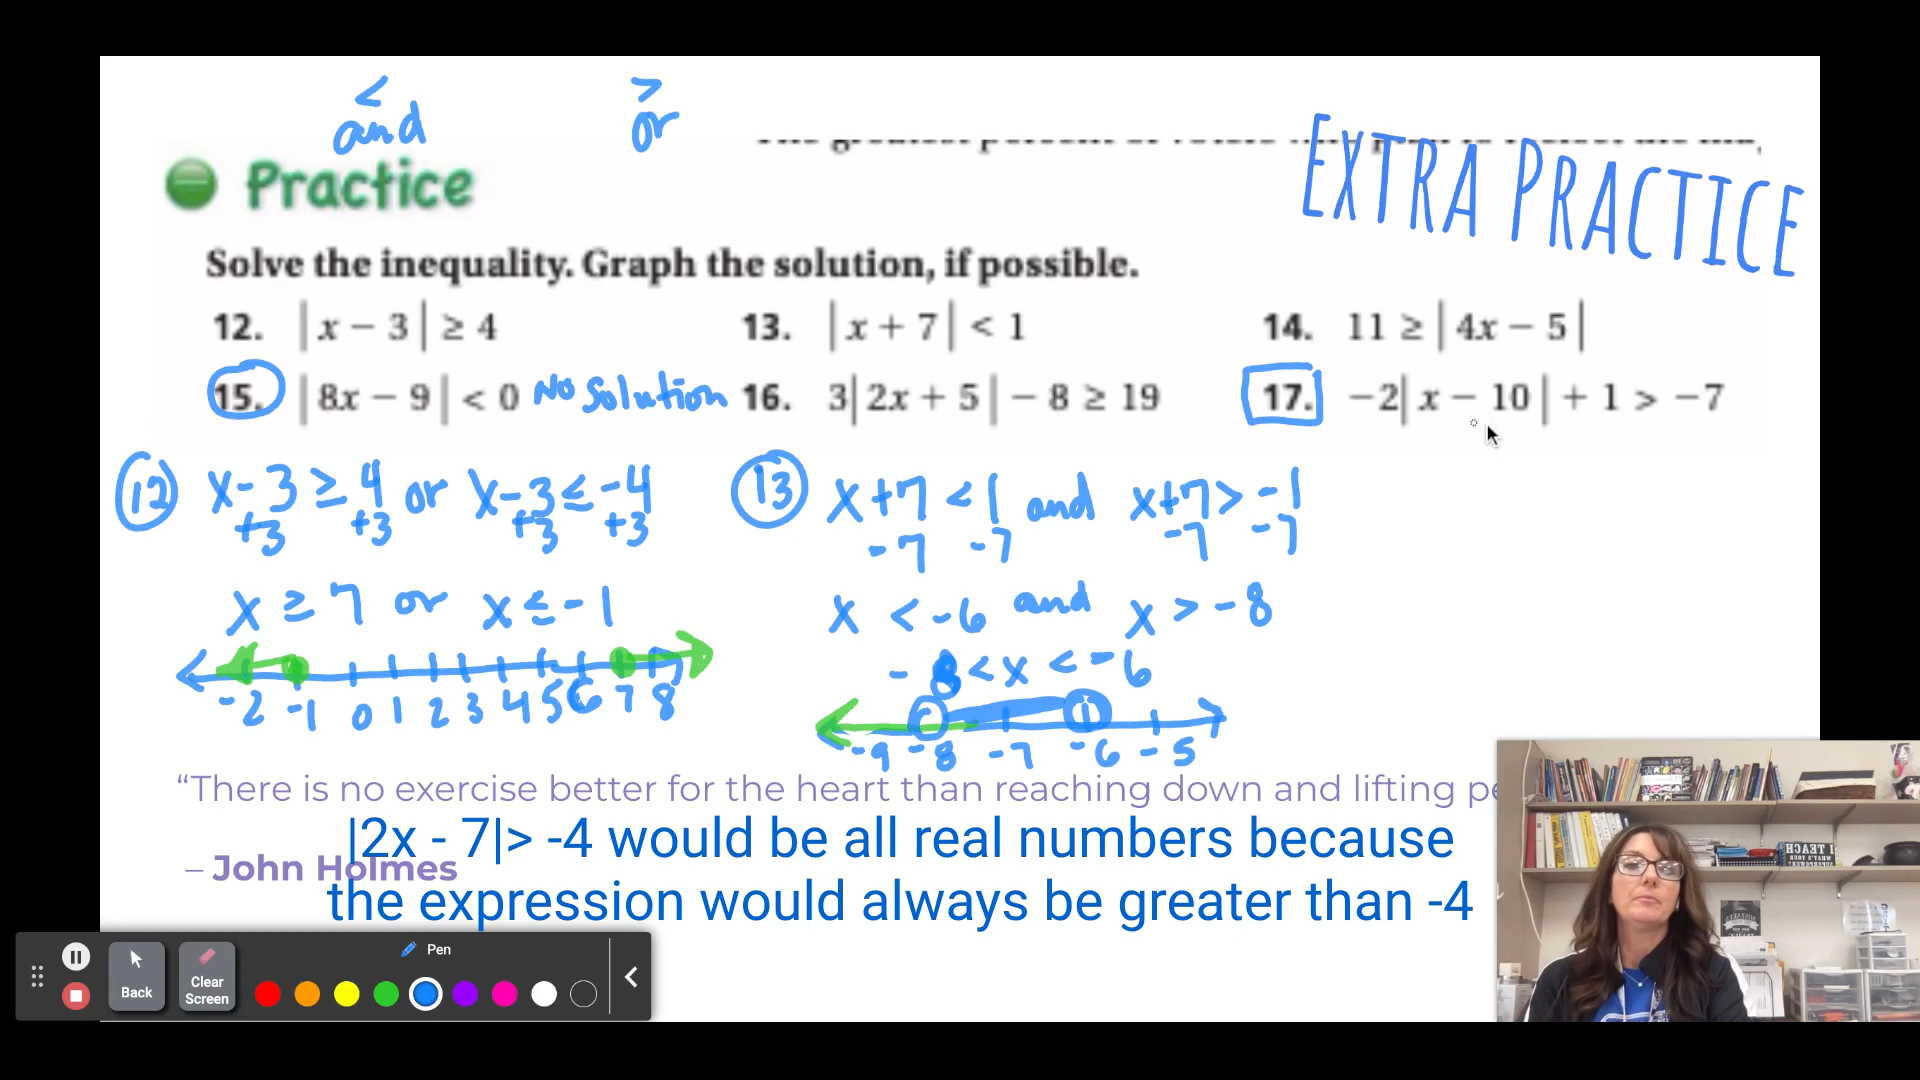 < >
and or
EXTRA PRACTICE
Practice
Solve the inequality. Graph the solution, if possible.
12. |x − 3| ≥ 4 13. |x + 7| < 1 14. 11 ≥ |4x − 5|
15. |8x − 9| < 0 No Solution 16. 3|2x + 5| − 8 ≥ 19 17. −2|x − 10| + 1 > −7
12 x-3 ≥ 4 or x-3 ≤ -4 13 x+7 < 1 and x+7 > -1
+3 +3 +3 +3 -7 -7 -7 -7
x ≥ 7 or x ≤ -1 x < -6 and x > -8
-8 < x < -6
-2 -1 0 1 2 3 4 5 6 7 8
-9 -8 -7 -6 -5
“There is no exercise better for the heart than reaching down and lifting
|2x - 7|> -4 would be all real numbers because
– John Holmes
the expression would always be greater than -4
Pen
Back Clear
Screen
I TEACH